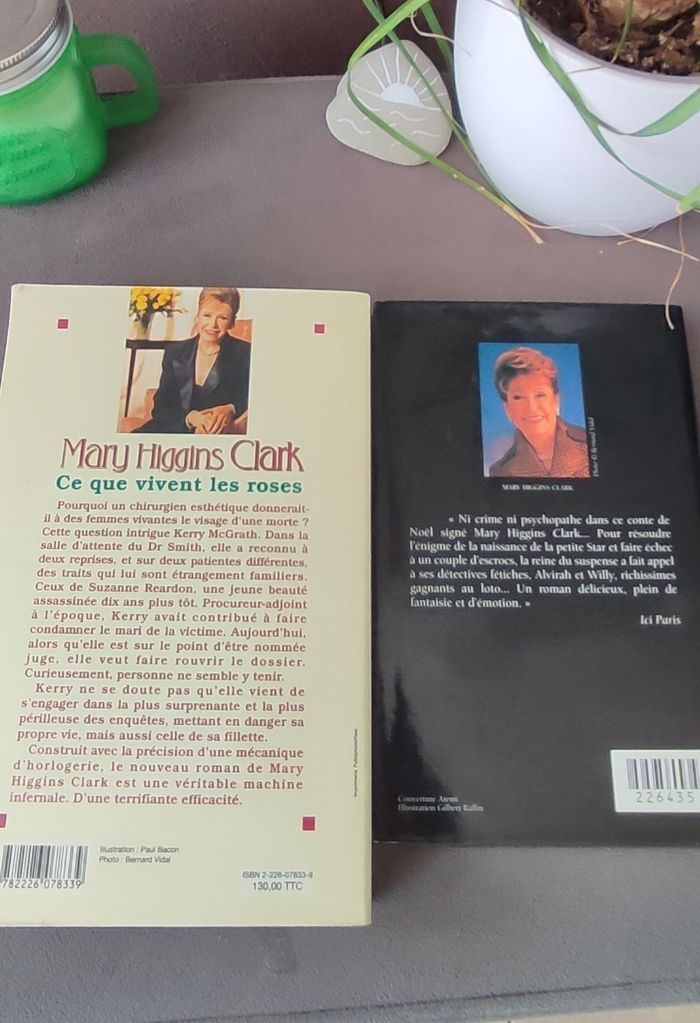 Mary Higgins Clark
Ce que vivent les roses
Pourquoi un chirurgien esthétique donnerait-
il à des femmes vivantes le visage d'une morte ?
Cette question intrigue Kerry McGrath. Dans la
salle d'attente du Dr Smith, elle a reconnu à
deux reprises, et sur deux patientes différentes,
des traits qui lui sont étrangement familiers.
Ceux de Suzanne Reardon, une jeune beauté
assassinée dix ans plus tôt. Procureur-adjoint
à l'époque, Kerry avait contribué à faire
condamner le mari de la victime. Aujourd'hui,
alors qu'elle est sur le point d'être nommée
juge, elle veut faire rouvrir le dossier.
Curieusement, personne ne semble y tenir.
Kerry ne se doute pas qu'elle vient de
s'engager dans la plus surprenante et la plus
périlleuse des enquêtes, mettant en danger sa
propre vie, mais aussi celle de sa fillette.
Construit avec la précision d'une mécanique
d'horlogerie, le nouveau roman de Mary
Higgins Clark est une véritable machine
infernale. D'une terrifiante efficacité.
Illustration : Paul Bacon
Photo : Bernard Vidal
782226 078339
ISBN 2-226-07833-9
130,00 TTC
Photo © Bernard Vidal
MARY HIGGINS CLARK
« Ni crime ni psychopathe dans ce conte de
Noël signé Mary Higgins Clark... Pour résoudre
l'énigme de la naissance de la petite Star et faire échec
à un couple d'escrocs, la reine du suspense a fait appel
à ses détectives fétiches, Alvirah et Willy, richissimes
gagnants au loto... Un roman délicieux, plein de
fantaisie et d'émotion. »
Ici Paris
Couverture Atemi
Illustration Gilbert Raffin
226435